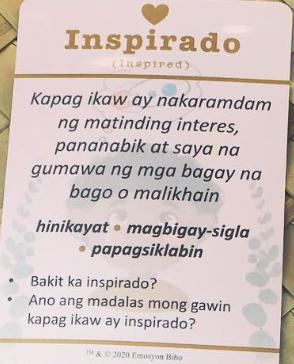 Inspirado
(Inspired)
Kapag ikaw ay nakaramdam
ng matinding interes,
pananabik at saya na
gumawa ng mga bagay na
bago o malikhain
hinikayat • magbigay-sigla
• papagsiklabin
• Bakit ka inspirado?
• Ano ang madalas mong gawin
kapag ikaw ay inspirado?
™ & © 2020 Emosyon Bibo